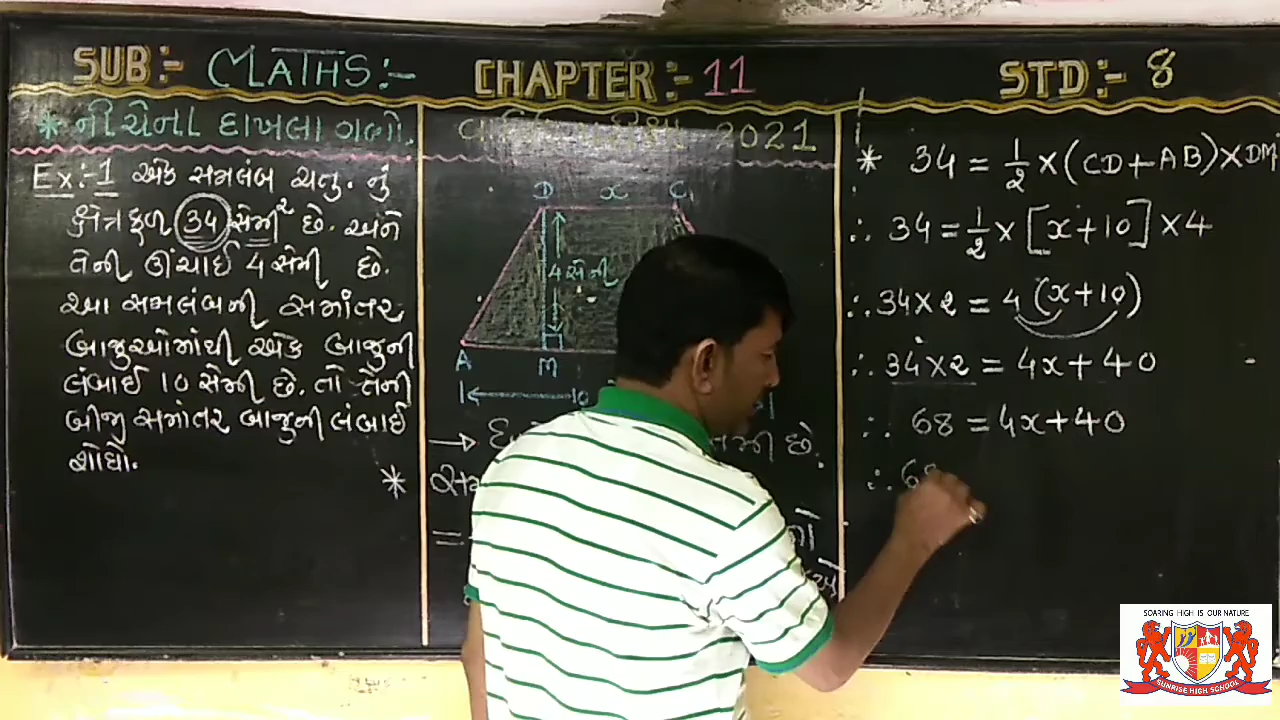 SUB:- MATHS:- CHAPTER:- 11 STD:- 8
* નીચેના દાખલા ગણો.
Ex:-1 એક સમલંબ ચતુ. નું
ક્ષેત્રફળ 34 સેમી² છે. અને
તેની ઊંચાઈ 4 સેમી છે.
આ સમલંબની સમાંતર
બાજુઓમાંથી એક બાજુની
લંબાઈ 10 સેમી છે. તો તેની
બીજી સમાંતર બાજુની લંબાઈ
શોધો.
2021
D x C
4 સેમી
A M
10
છે.
*
=
* 34 = 1/2 × (CD + AB) × DM
∴ 34 = 1/2 × [x + 10] × 4
∴ 34 × 2 = 4 (x + 10)
∴ 34 × 2 = 4x + 40
∴ 68 = 4x + 40
∴ 68
SOARING HIGH IS OUR NATURE
SUNRISE HIGH SCHOOL